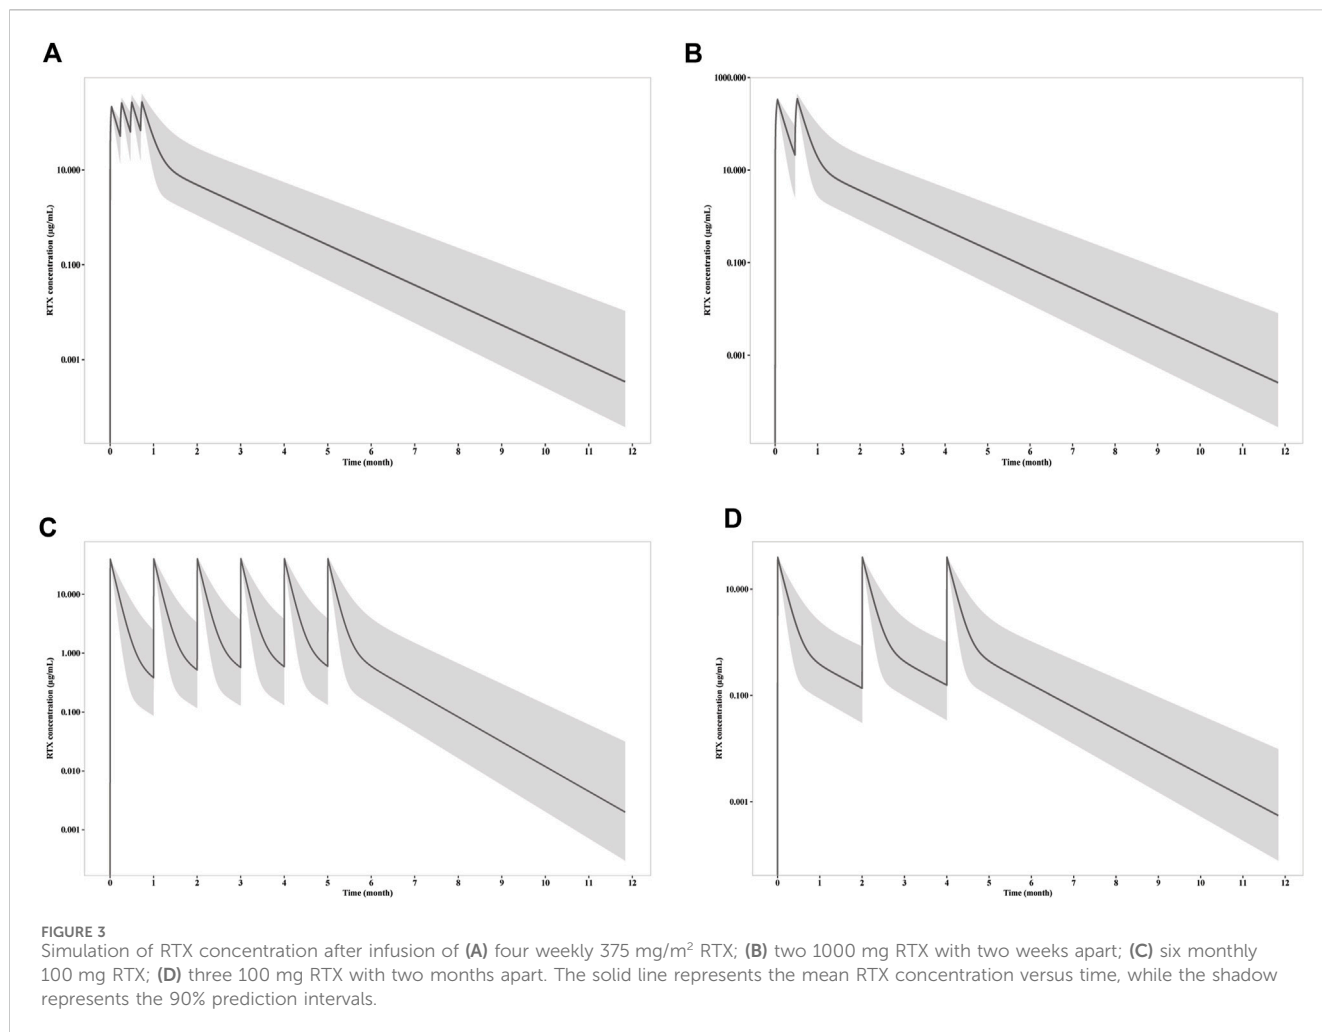 A
RTX concentration (µg/mL)
10.000
0.100
0.001
0 1 2 3 4 5 6 7 8 9 10 11 12
Time (month)
B
RTX concentration (µg/mL)
1000.000
10.000
0.100
0.001
0 1 2 3 4 5 6 7 8 9 10 11 12
Time (month)
C
RTX concentration (µg/mL)
10.000
1.000
0.100
0.010
0.001
0 1 2 3 4 5 6 7 8 9 10 11 12
Time (month)
D
RTX concentration (µg/mL)
10.000
0.100
0.001
0 1 2 3 4 5 6 7 8 9 10 11 12
Time (month)
FIGURE 3
Simulation of RTX concentration after infusion of (A) four weekly 375 mg/m² RTX; (B) two 1000 mg RTX with two weeks apart; (C) six monthly
100 mg RTX; (D) three 100 mg RTX with two months apart. The solid line represents the mean RTX concentration versus time, while the shadow
represents the 90% prediction intervals.